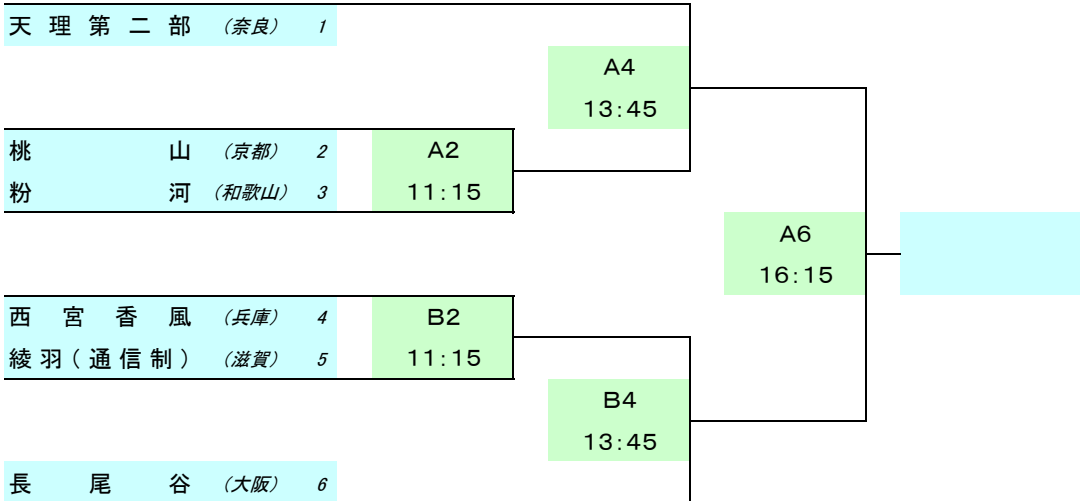 天理第二部 (奈良) 1
A4
13:45
桃山 (京都) 2 A2
粉河 (和歌山) 3 11:15
A6
16:15
西宮香風 (兵庫) 4 B2
綾羽(通信制) (滋賀) 5 11:15
B4
13:45
長尾谷 (大阪) 6